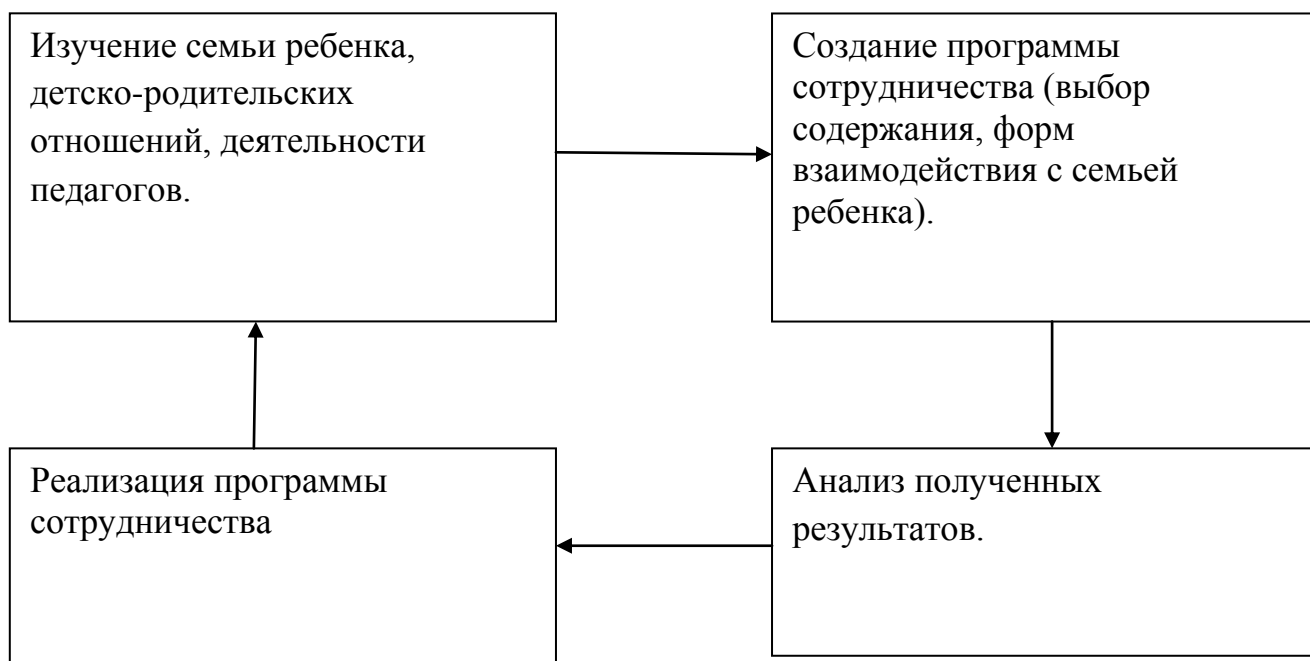 Изучение семьи ребенка,
детско-родительских
отношений, деятельности
педагогов.
Создание программы
сотрудничества (выбор
содержания, форм
взаимодействия с семьей
ребенка).
Реализация программы
сотрудничества
Анализ полученных
результатов.